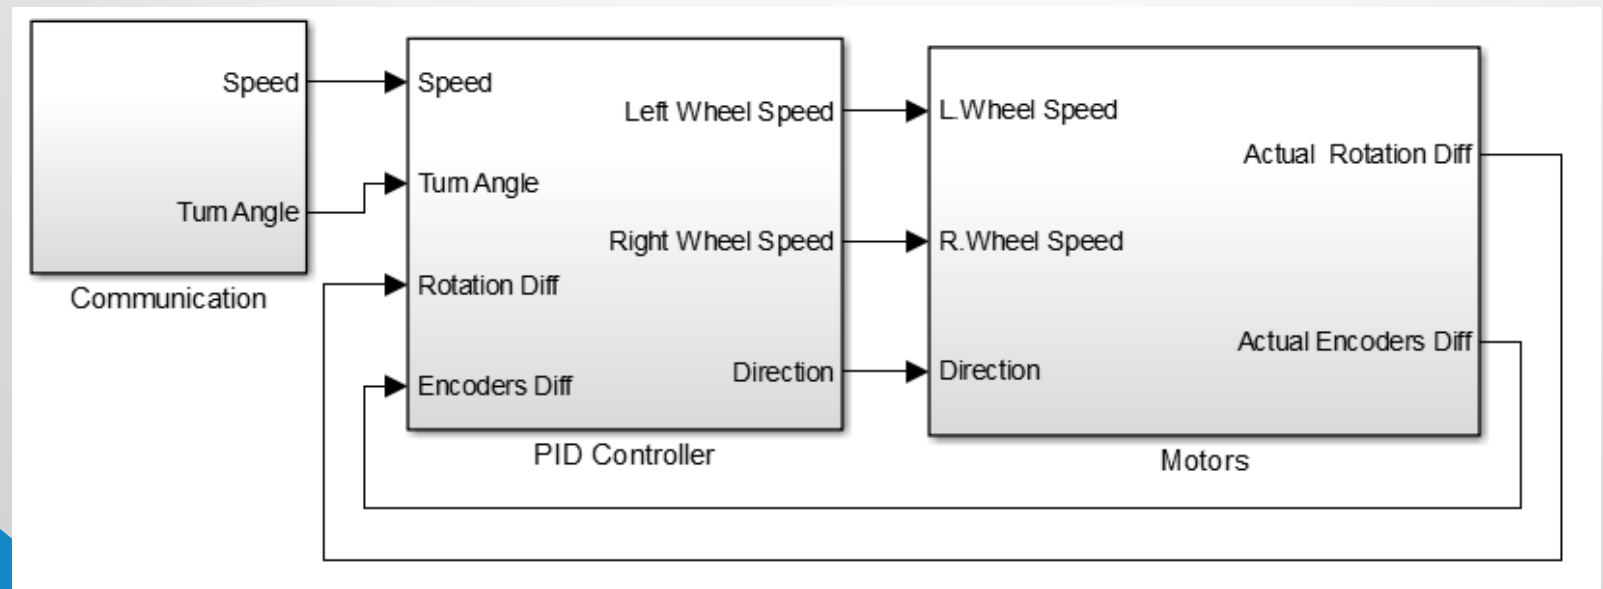 Speed
Turn Angle
Communication
Speed
Turn Angle
Rotation Diff
Encoders Diff
Left Wheel Speed
Right Wheel Speed
Direction
PID Controller
L.Wheel Speed
R.Wheel Speed
Direction
Actual Rotation Diff
Actual Encoders Diff
Motors